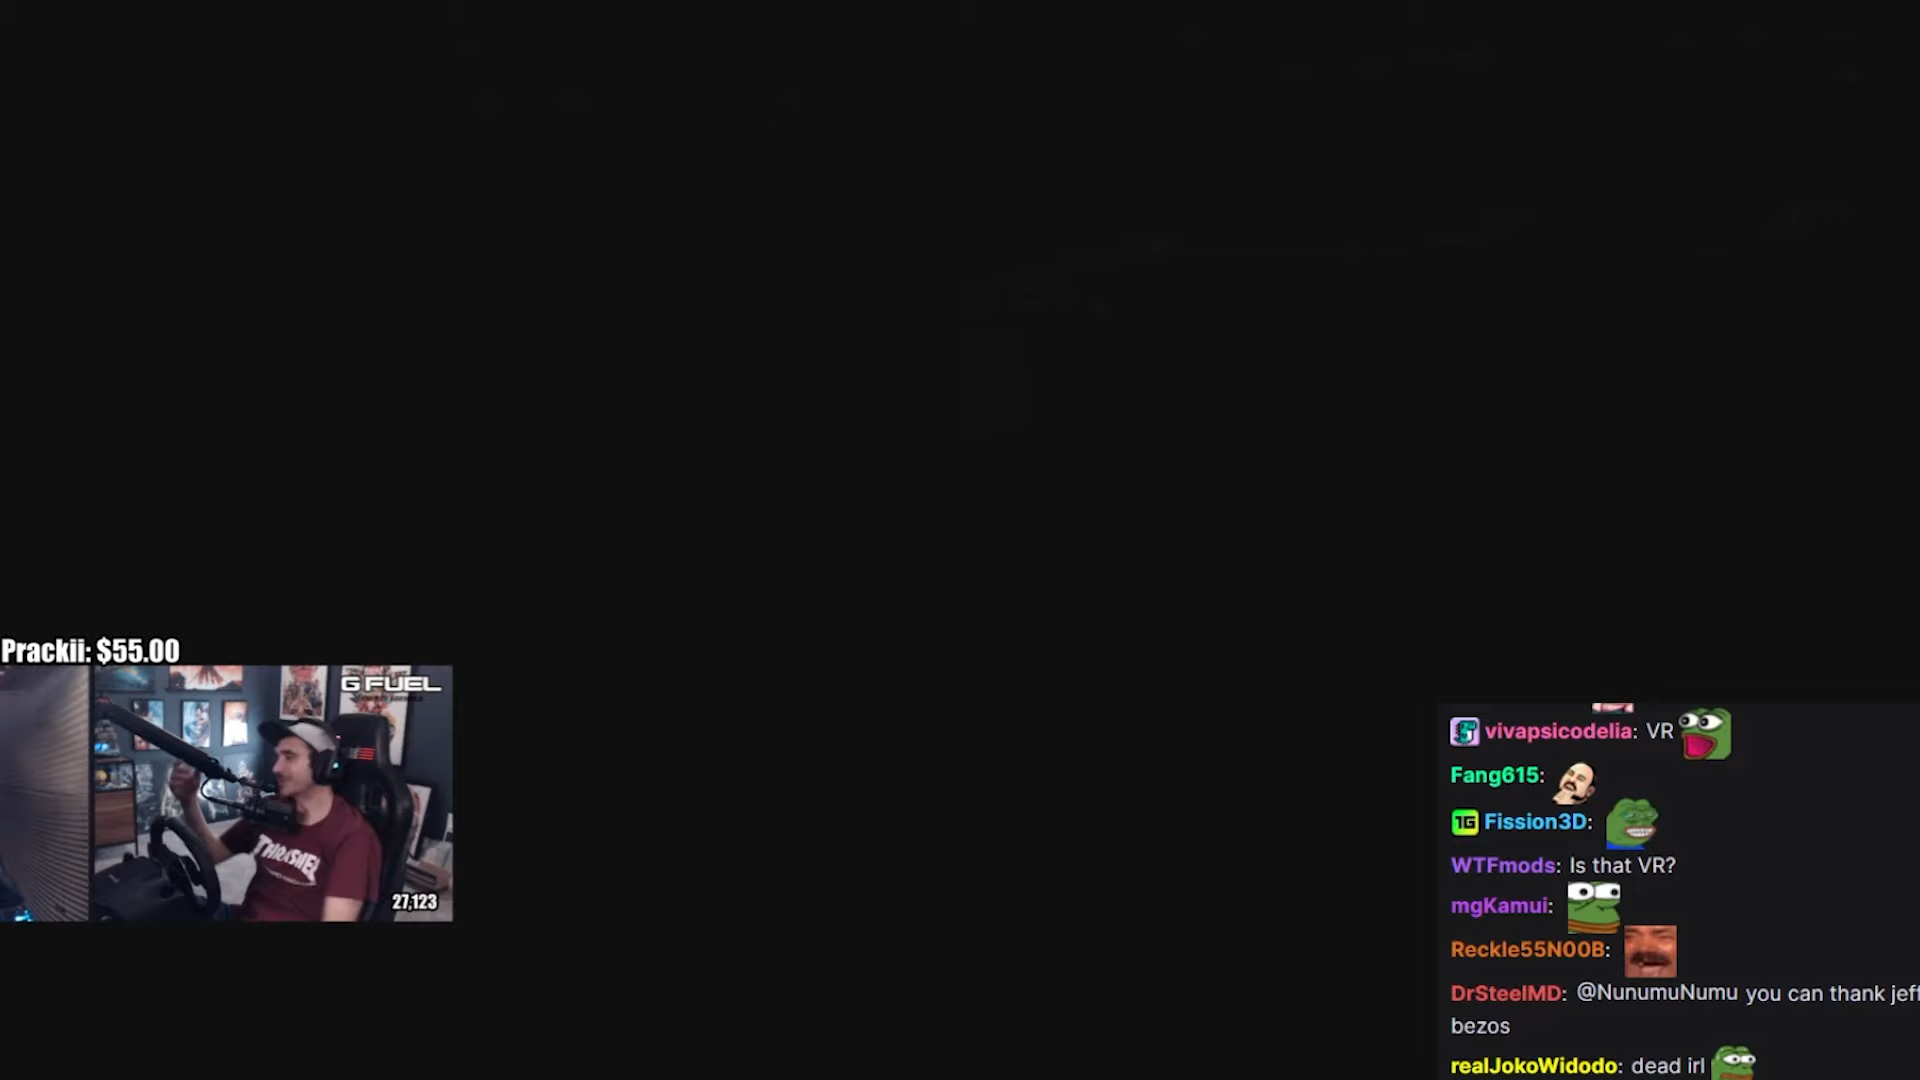 Prackii: $55.00
G FUEL
THRASHER
27,123
vivapsicodelia: VR
Fang615:
1G Fission3D:
WTFmods: Is that VR?
mgKamui:
Reckle55N00B:
DrSteelMD: @NunumuNumu you can thank jeff
bezos
realJokoWidodo: dead irl